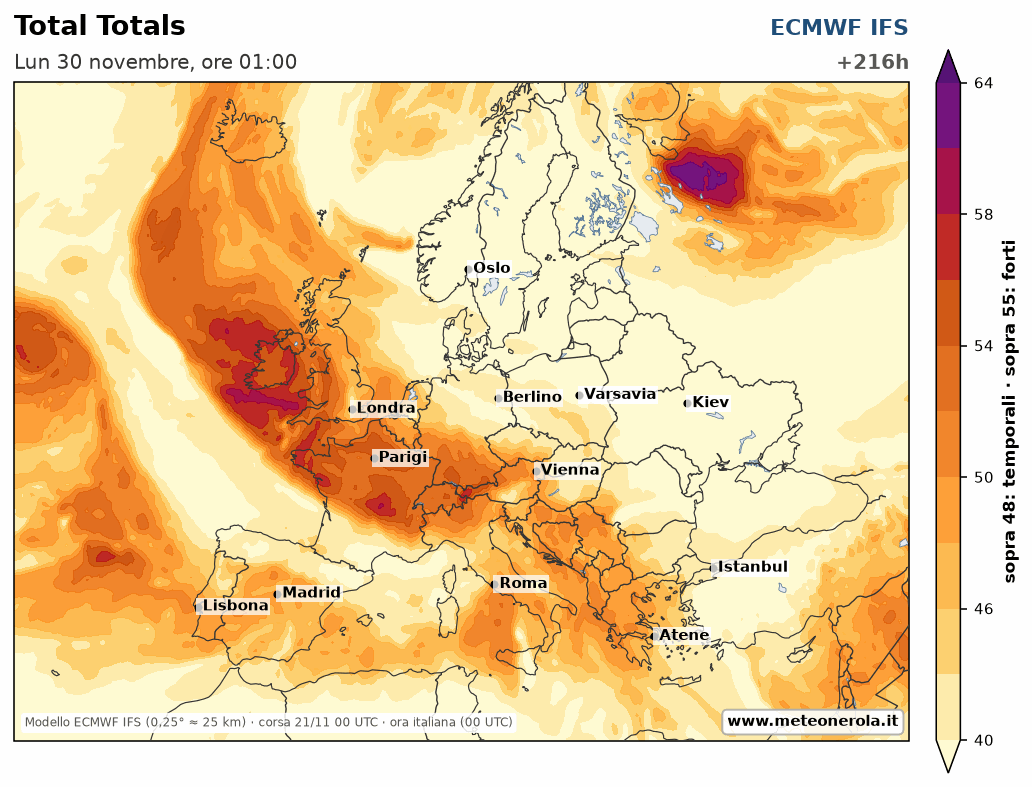 Total Totals
ECMWF IFS
Lun 30 novembre, ore 01:00
+216h
64
58
54
50
46
40
sopra 48: temporali · sopra 55: forti
Oslo
Berlino
Varsavia
Kiev
Londra
Parigi
Vienna
Istanbul
Roma
Madrid
Lisbona
Atene
Modello ECMWF IFS (0,25° ≈ 25 km) · corsa 21/11 00 UTC · ora italiana (00 UTC)
www.meteonerola.it